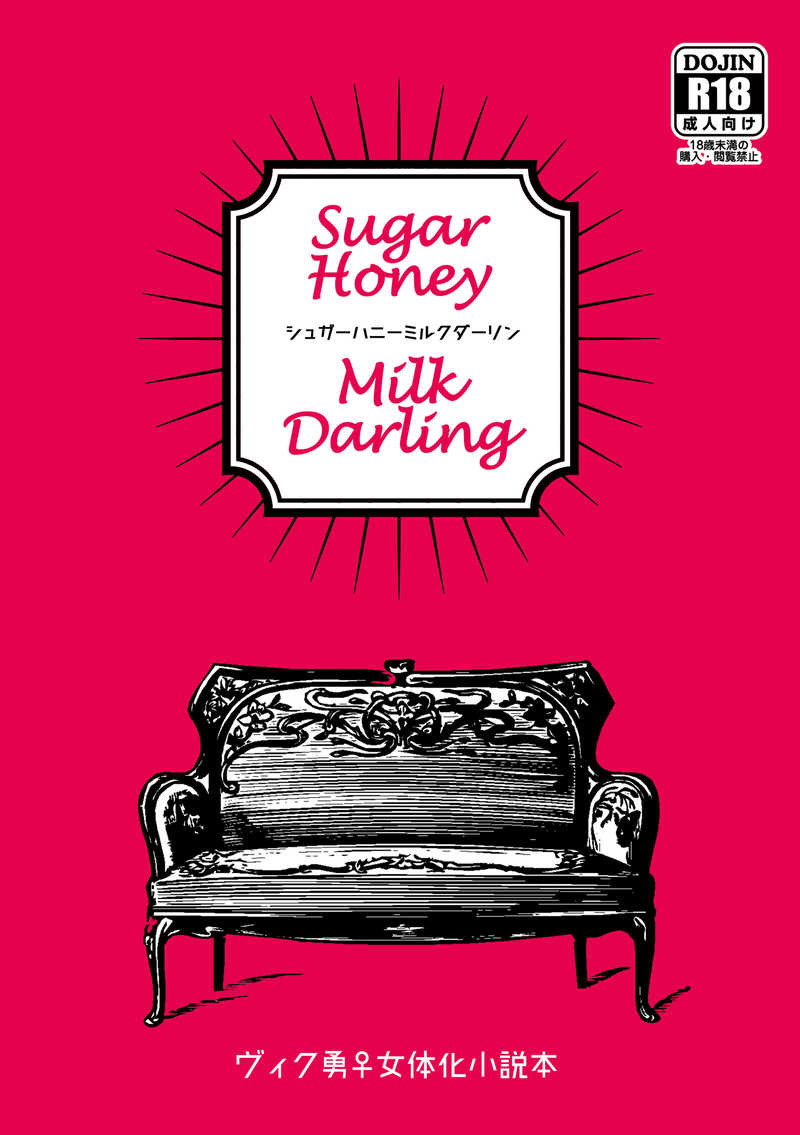 DOJIN
R18
成人向け
18歳未満の
購入・閲覧禁止
Sugar
Honey
シュガーハニーミルクダーリン
Milk
Darling
ヴィク勇♀女体化小説本